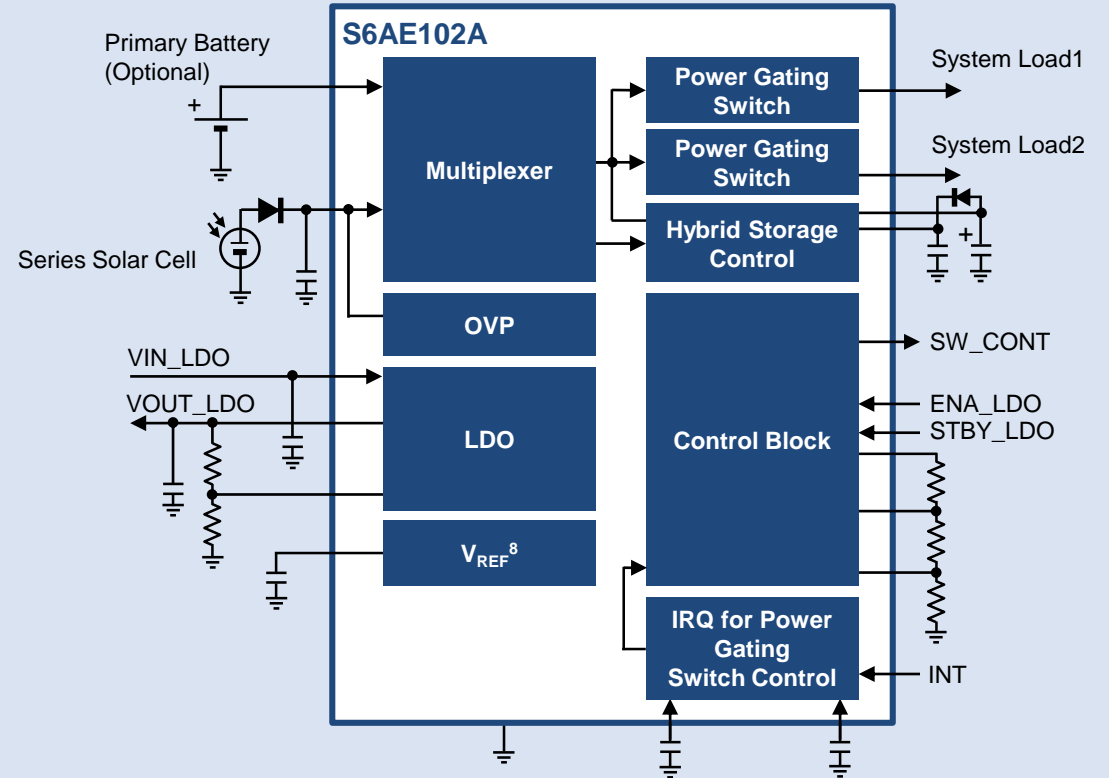 S6AE102A
Primary Battery
(Optional)
Series Solar Cell
VIN_LDO
VOUT_LDO
Multiplexer
OVP
LDO
VREF8
Power Gating
Switch
Power Gating
Switch
Hybrid Storage
Control
Control Block
IRQ for Power
Gating
Switch Control
System Load1
System Load2
SW_CONT
ENA_LDO
STBY_LDO
INT
+
+